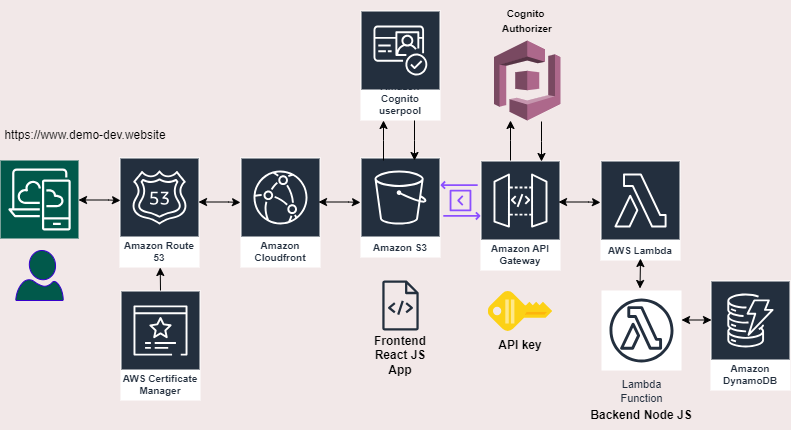 Cognito
Authorizer
Amazon
Cognito
userpool
https://www.demo-dev.website
53
Amazon Route
53
Amazon
Cloudfront
Amazon S3
</>
Amazon API
Gateway
AWS Lambda
AWS Certificate
Manager
</>
Frontend
React JS
App
API key
Lambda
Function
Backend Node JS
Amazon
DynamoDB